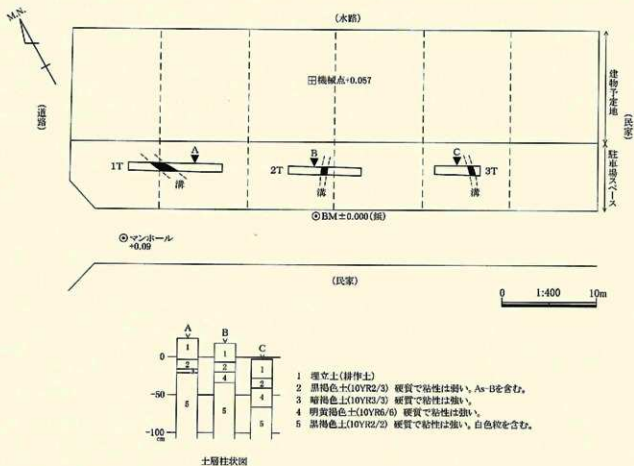 M.N.
(水路)
(道路)
田機械点+0.057
建物予定地
駐車場スペース
(民家)
A
B
C
1T
2T
3T
溝
溝
溝
BM±0.000(鋲)
マンホール
+0.09
(民家)
0 1:400 10m
A
B
C
0
-50
-100
cm
1
2
5
1
2
4
5
1
2
4
5
1 埋立土(耕作土)
2 黒褐色土(10YR2/3) 硬質で粘性は弱い。As-Bを含む。
3 暗褐色土(10YR3/3) 硬質で粘性は強い。
4 明黄褐色土(10YR6/6) 硬質で粘性は強い。
5 黒褐色土(10YR2/2) 硬質で粘性は強い。白色粒を含む。
土層柱状図